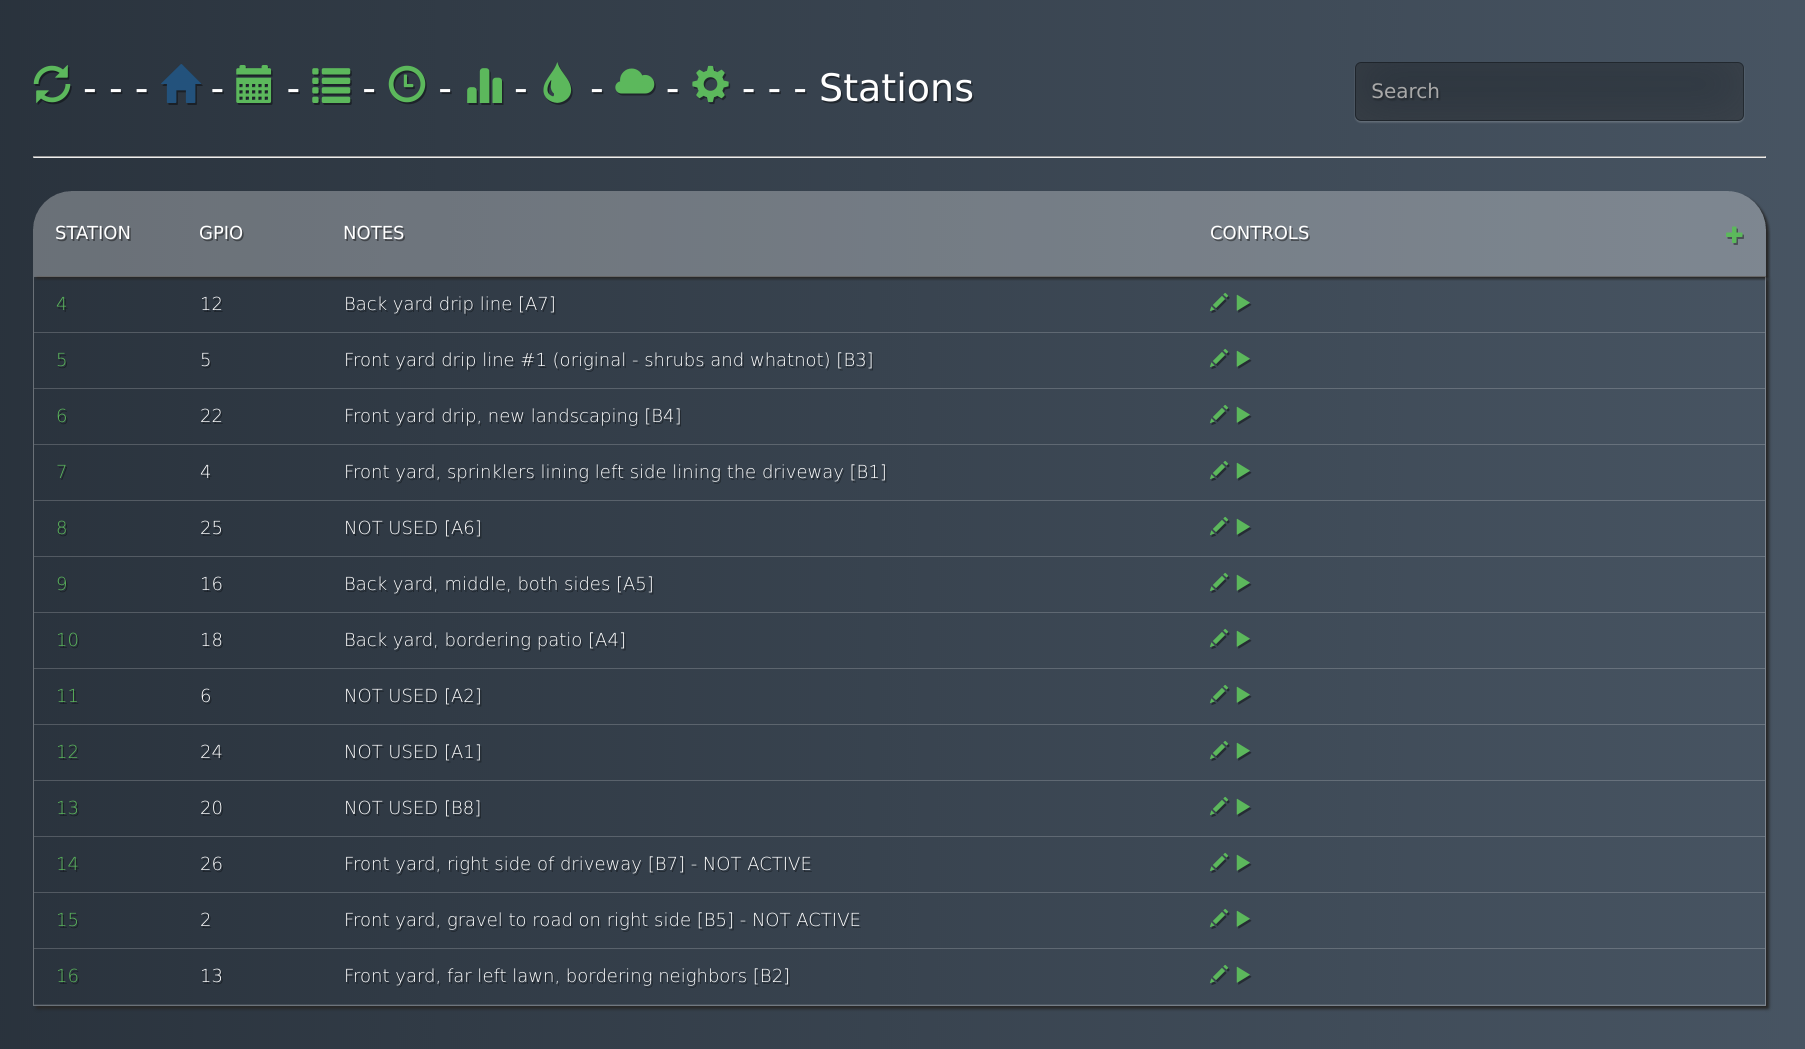 - - - - - - - - - - - - - Stations
Search
STATION GPIO NOTES CONTROLS
4 12 Back yard drip line [A7]
5 5 Front yard drip line #1 (original - shrubs and whatnot) [B3]
6 22 Front yard drip, new landscaping [B4]
7 4 Front yard, sprinklers lining left side lining the driveway [B1]
8 25 NOT USED [A6]
9 16 Back yard, middle, both sides [A5]
10 18 Back yard, bordering patio [A4]
11 6 NOT USED [A2]
12 24 NOT USED [A1]
13 20 NOT USED [B8]
14 26 Front yard, right side of driveway [B7] - NOT ACTIVE
15 2 Front yard, gravel to road on right side [B5] - NOT ACTIVE
16 13 Front yard, far left lawn, bordering neighbors [B2]